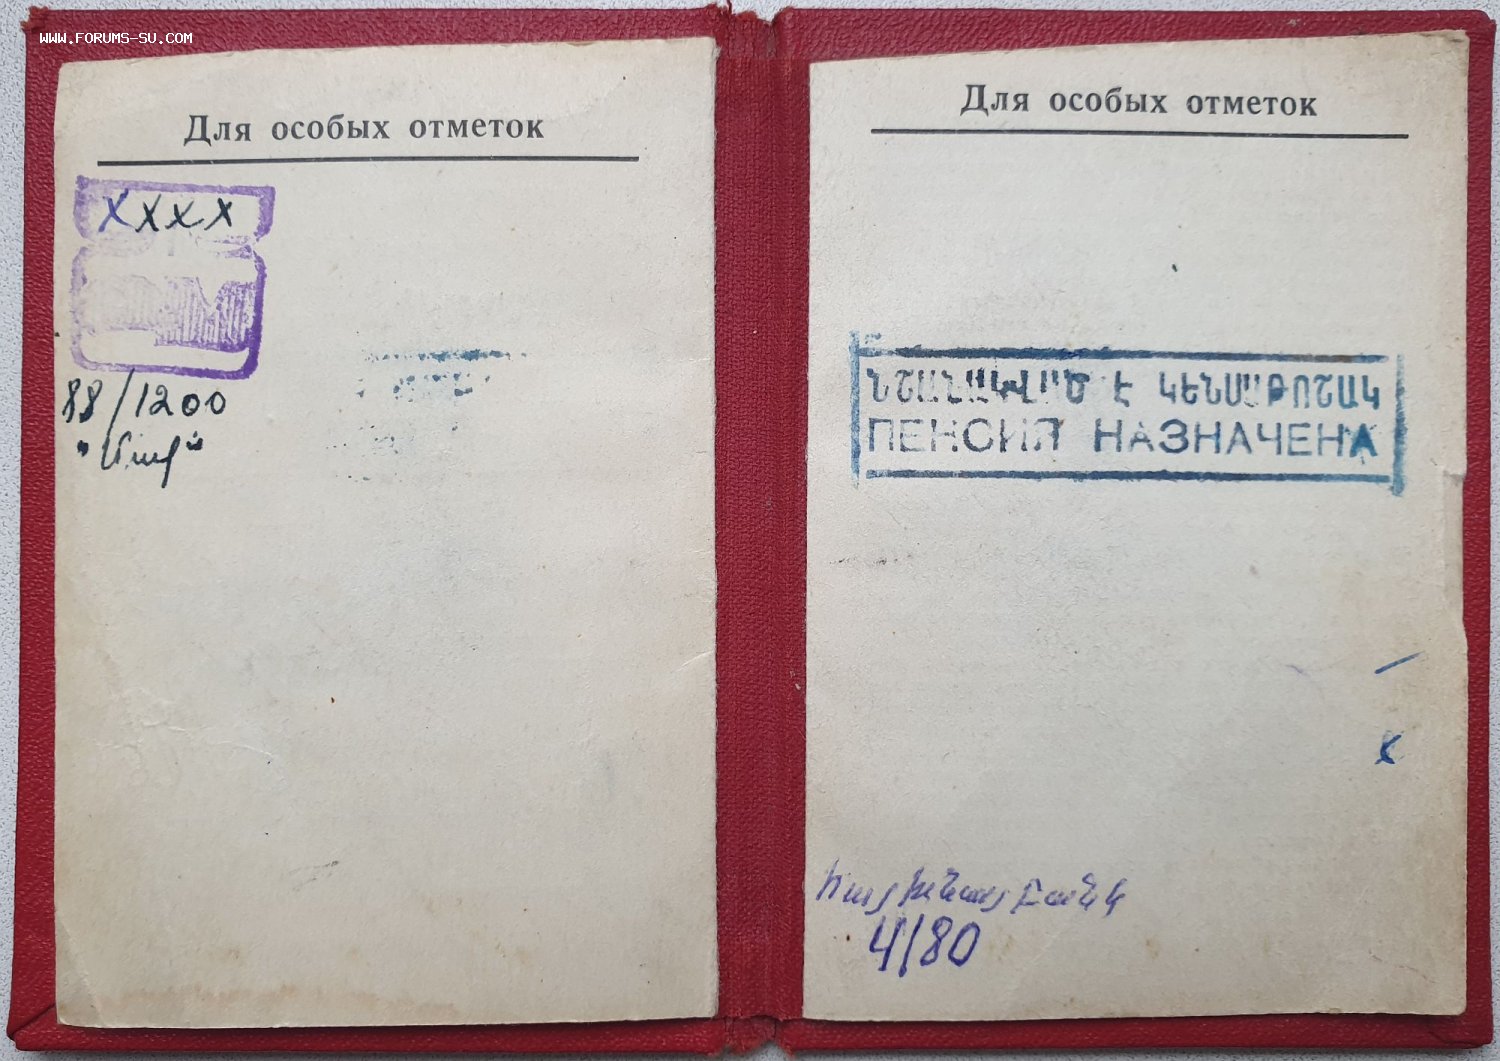 WWW.FORUMS-SU.COM
Для особых отметок
XXXX
88/1200
Для особых отметок
ՆՇԱՆԱԿՎԱԾ Է ԿԵՆՍԱԹՈՇԱԿ
ПЕНСИЯ НАЗНАЧЕНА
4/80